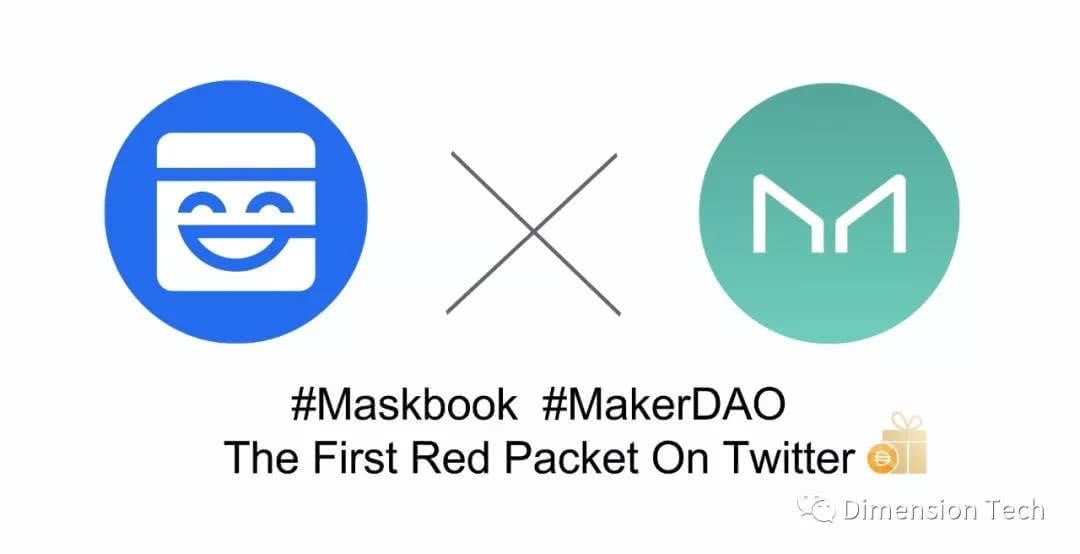 #Maskbook #MakerDAO
The First Red Packet On Twitter
Dimension Tech